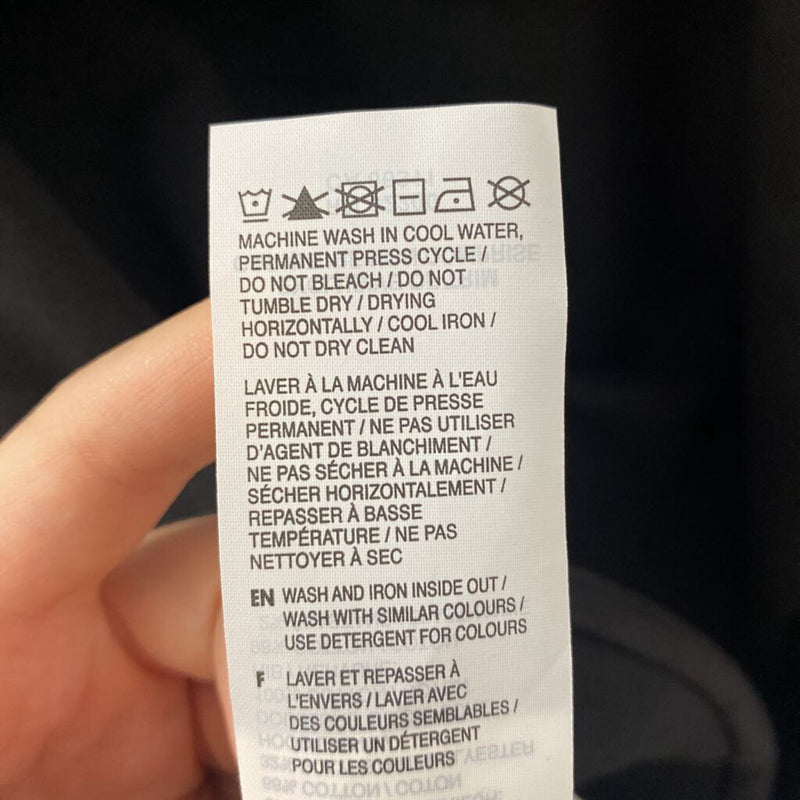 MACHINE WASH IN COOL WATER,
PERMANENT PRESS CYCLE /
DO NOT BLEACH / DO NOT
TUMBLE DRY / DRYING
HORIZONTALLY / COOL IRON /
DO NOT DRY CLEAN
LAVER À LA MACHINE À L'EAU
FROIDE, CYCLE DE PRESSE
PERMANENT / NE PAS UTILISER
D'AGENT DE BLANCHIMENT /
NE PAS SÉCHER À LA MACHINE /
SÉCHER HORIZONTALEMENT /
REPASSER À BASSE
TEMPÉRATURE / NE PAS
NETTOYER À SEC
EN WASH AND IRON INSIDE OUT /
WASH WITH SIMILAR COLOURS /
USE DETERGENT FOR COLOURS
F LAVER ET REPASSER À
L'ENVERS / LAVER AVEC
DES COULEURS SEMBLABLES /
UTILISER UN DÉTERGENT
POUR LES COULEURS